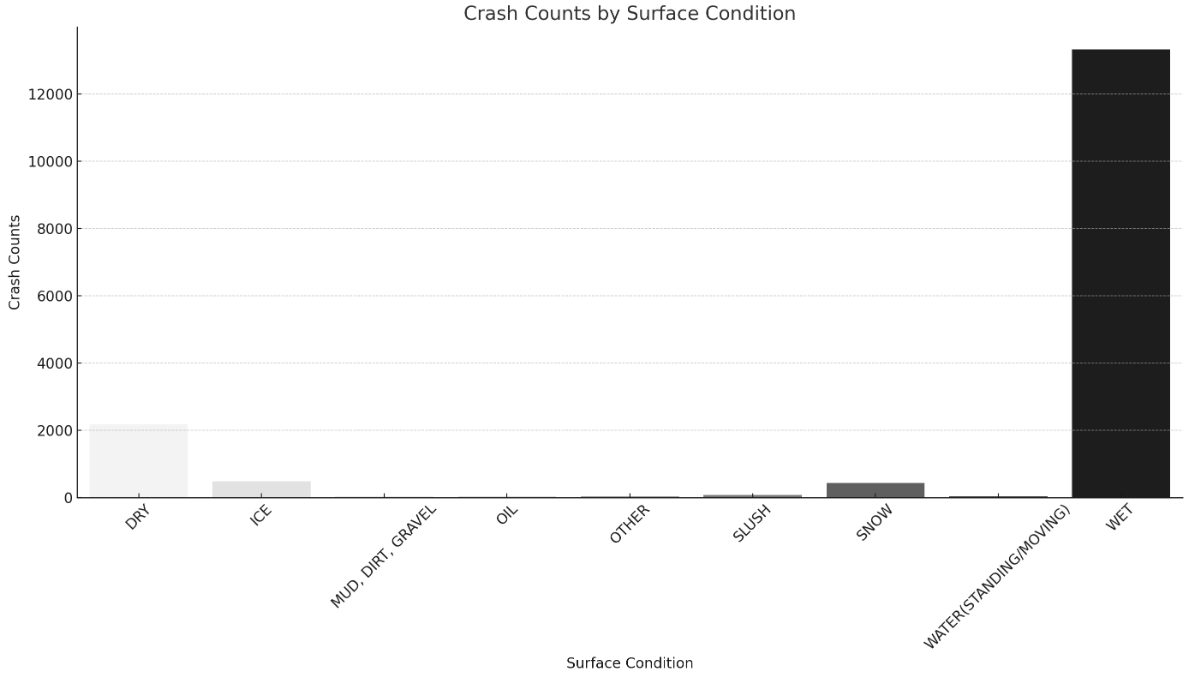 Crash Counts by Surface Condition
Crash Counts
12000
10000
8000
6000
4000
2000
0
DRY
ICE
MUD, DIRT, GRAVEL
OIL
OTHER
SLUSH
SNOW
WATER(STANDING/MOVING)
WET
Surface Condition